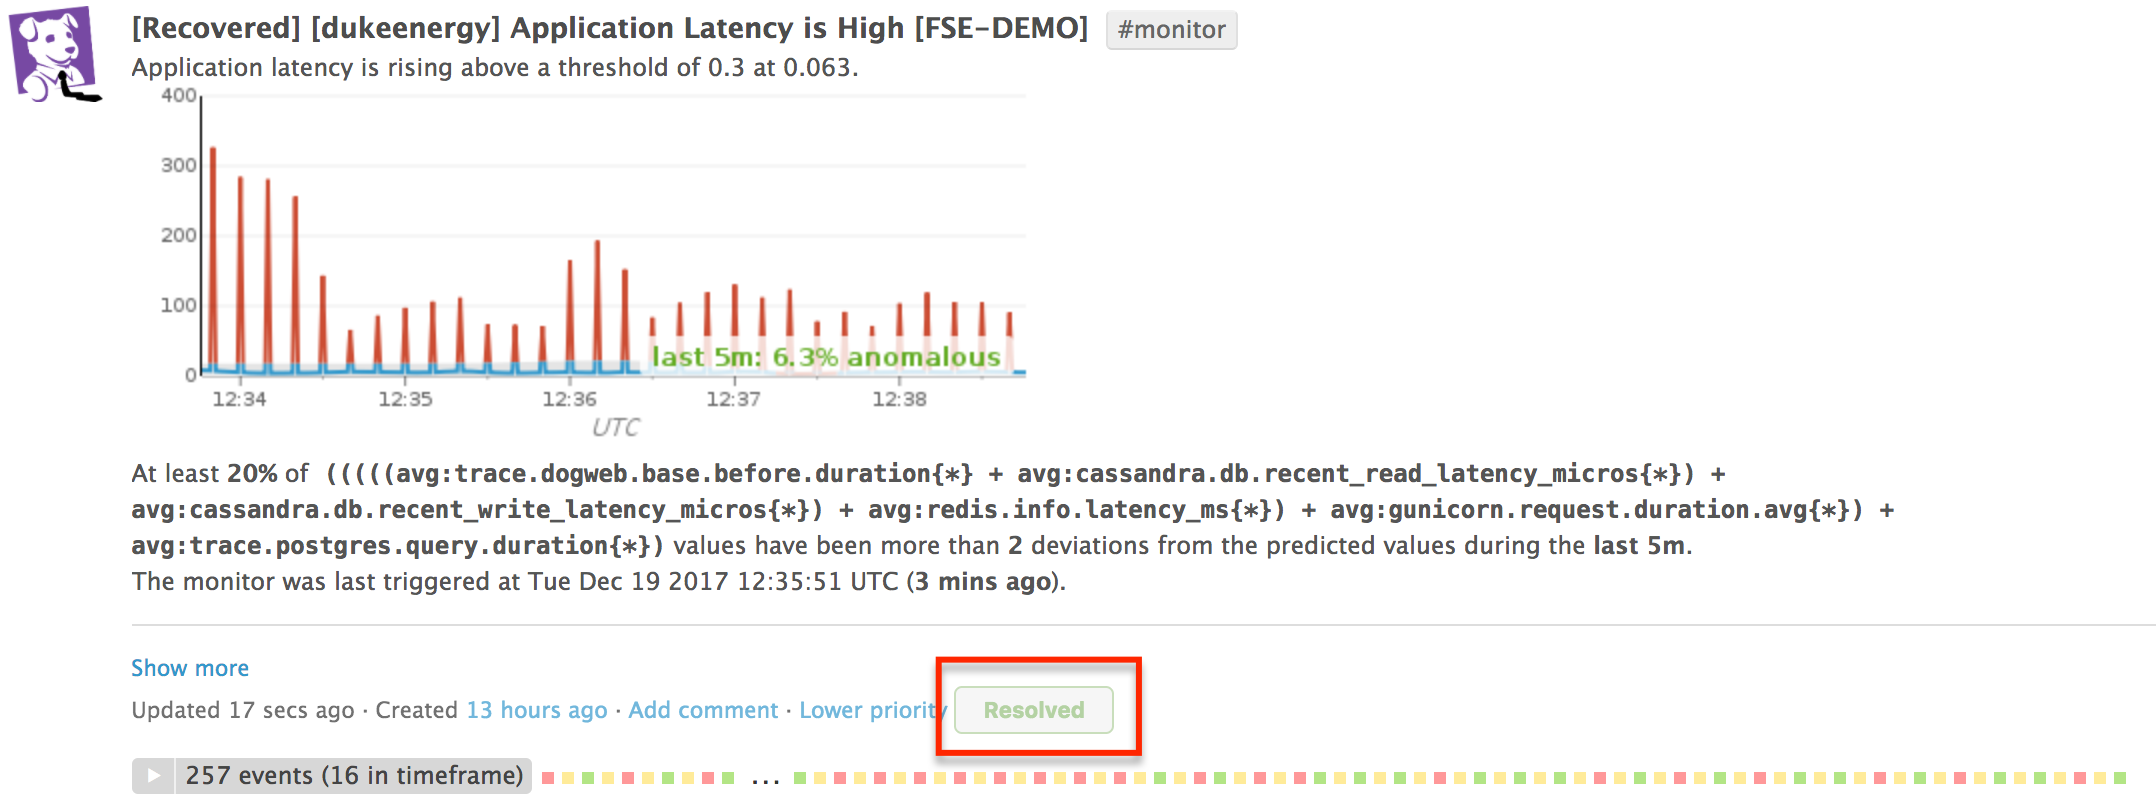 [Recovered] [dukeenergy] Application Latency is High [FSE-DEMO] #monitor
Application latency is rising above a threshold of 0.3 at 0.063.
400
300
200
100
0
last 5m: 6.3% anomalous
12:34 12:35 12:36 12:37 12:38
UTC
At least 20% of (((((avg:trace.dogweb.base.before.duration{*} + avg:cassandra.db.recent_read_latency_micros{*}) +
avg:cassandra.db.recent_write_latency_micros{*}) + avg:redis.info.latency_ms{*}) + avg:gunicorn.request.duration.avg{*}) +
avg:trace.postgres.query.duration{*}) values have been more than 2 deviations from the predicted values during the last 5m.
The monitor was last triggered at Tue Dec 19 2017 12:35:51 UTC (3 mins ago).
Show more
Updated 17 secs ago · Created 13 hours ago · Add comment · Lower priority Resolved
257 events (16 in timeframe) ...